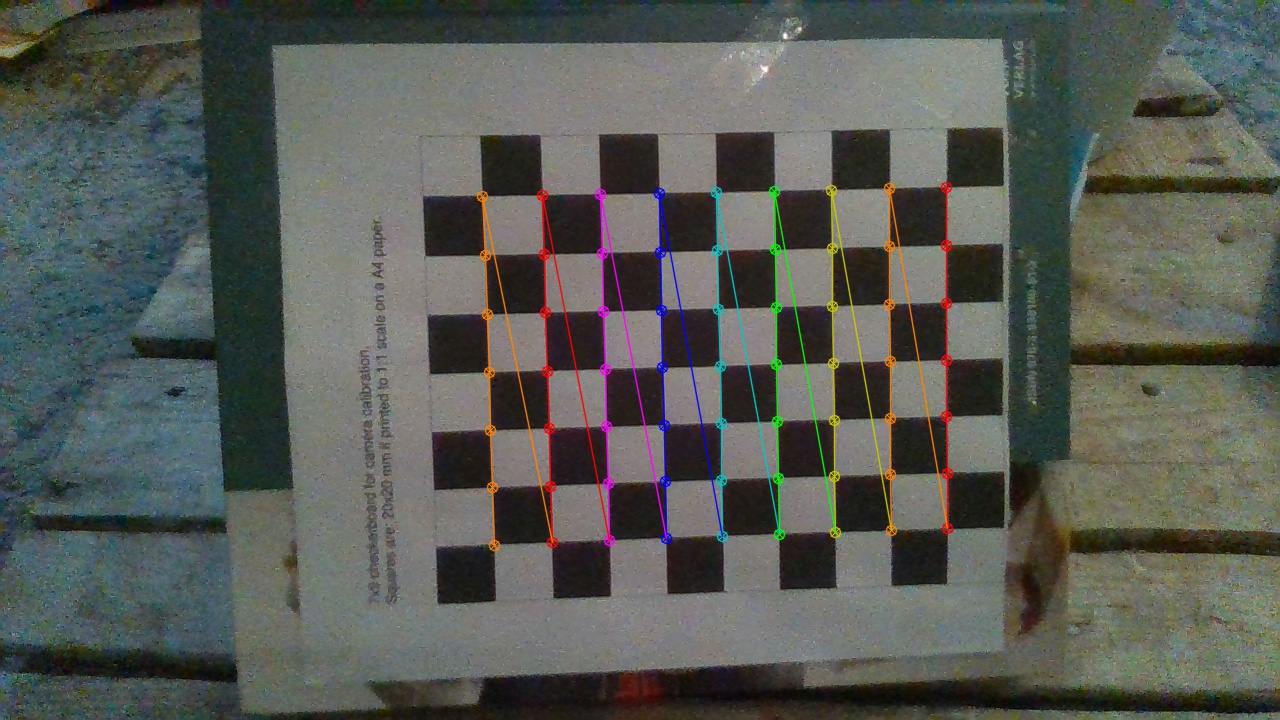 7x9 checkerboard for camera calibration.
Squares are: 20x20 mm if printed to 1:1 scale on a A4 paper.
VERLAG